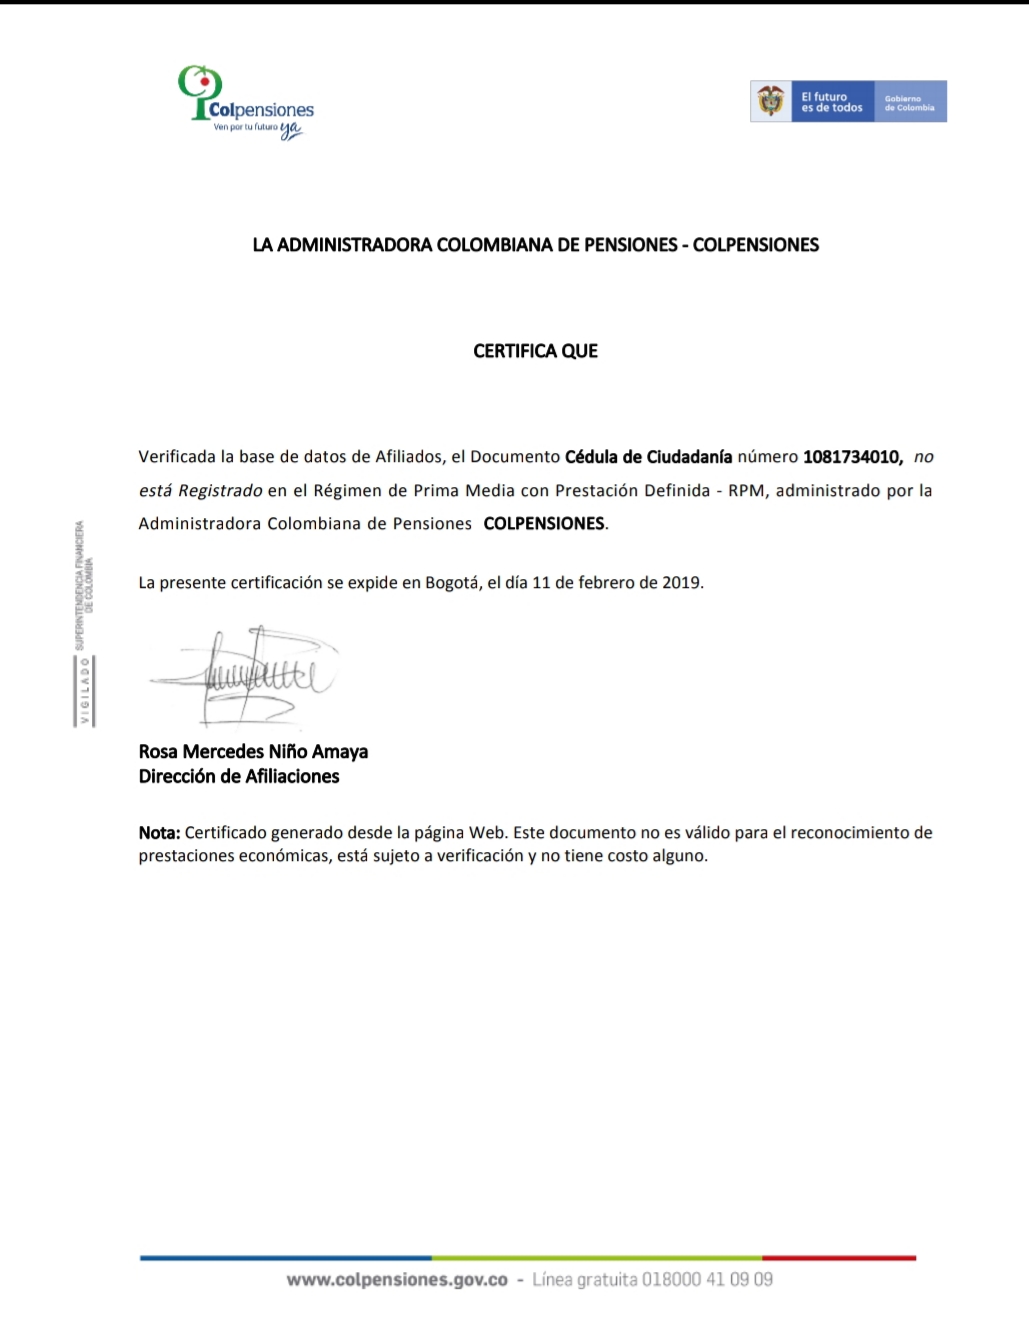 Colpensiones
Ven por tu futuro ya
El futuro
es de todos
Gobierno
de Colombia
LA ADMINISTRADORA COLOMBIANA DE PENSIONES - COLPENSIONES
CERTIFICA QUE
Verificada la base de datos de Afiliados, el Documento Cédula de Ciudadanía número 1081734010, no
está Registrado en el Régimen de Prima Media con Prestación Definida - RPM, administrado por la
Administradora Colombiana de Pensiones COLPENSIONES.
La presente certificación se expide en Bogotá, el día 11 de febrero de 2019.
VIGILADO SUPERINTENDENCIA FINANCIERA
DE COLOMBIA
Rosa Mercedes Niño Amaya
Dirección de Afiliaciones
Nota: Certificado generado desde la página Web. Este documento no es válido para el reconocimiento de
prestaciones económicas, está sujeto a verificación y no tiene costo alguno.
www.colpensiones.gov.co - Línea gratuita 018000 41 09 09